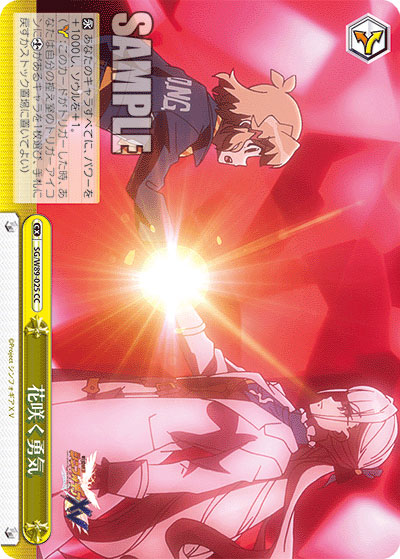 永 あなたのキャラすべてに、パワーを
+1000し、ソウルを+1。
(：このカードがトリガーした時、あ
なたは自分の控え室のトリガーアイコ
ンにがあるキャラを1枚選び、手札に
戻すかストック置場に置いてよい)
SAMPLE
CX
SG/W89-025 CC
©Project シンフォギアXV
花咲く勇気
XV